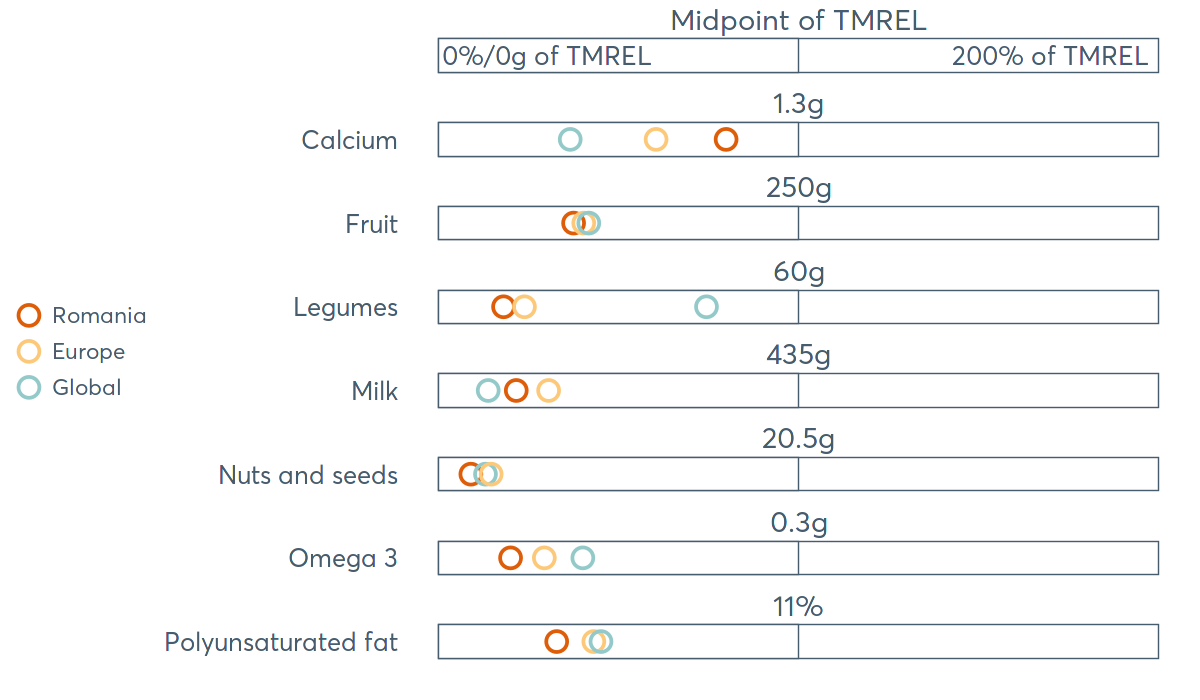 Midpoint of TMREL
0%/0g of TMREL
200% of TMREL
1.3g
Calcium
250g
Fruit
60g
Legumes
435g
Milk
20.5g
Nuts and seeds
0.3g
Omega 3
11%
Polyunsaturated fat
Romania
Europe
Global